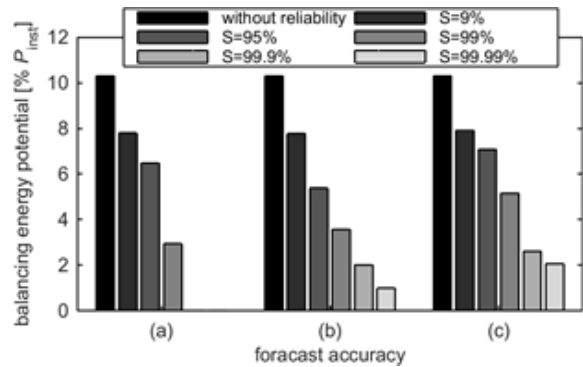 without reliability S=9%
S=95% S=99%
S=99.9% S=99.99%
balancing energy potential [% Pinst]
12
10
8
6
4
2
0
(a) (b) (c)
foracast accuracy